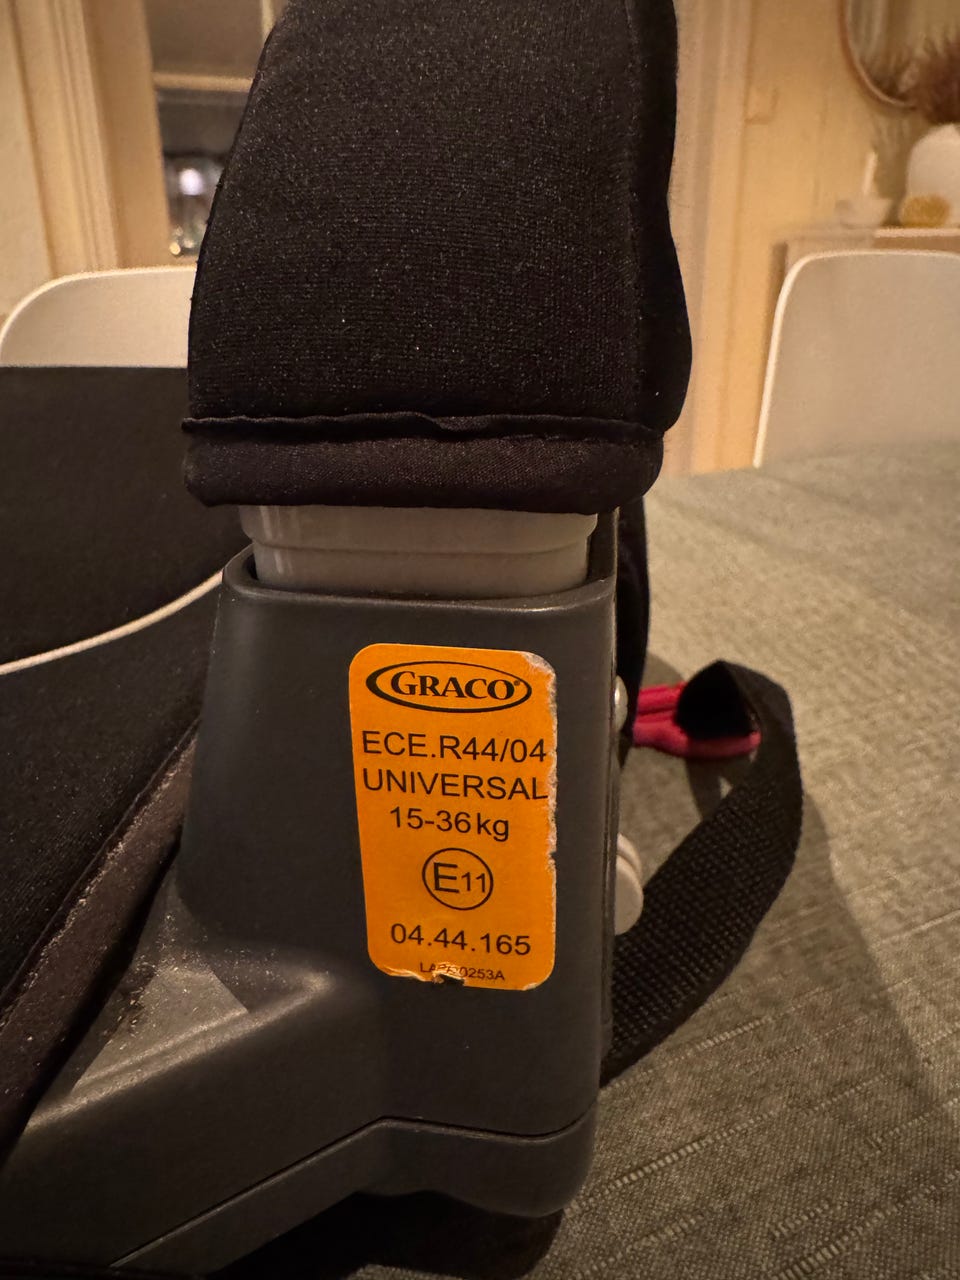 GRACO®
ECE.R44/04
UNIVERSAL
15-36kg
E11
04.44.165